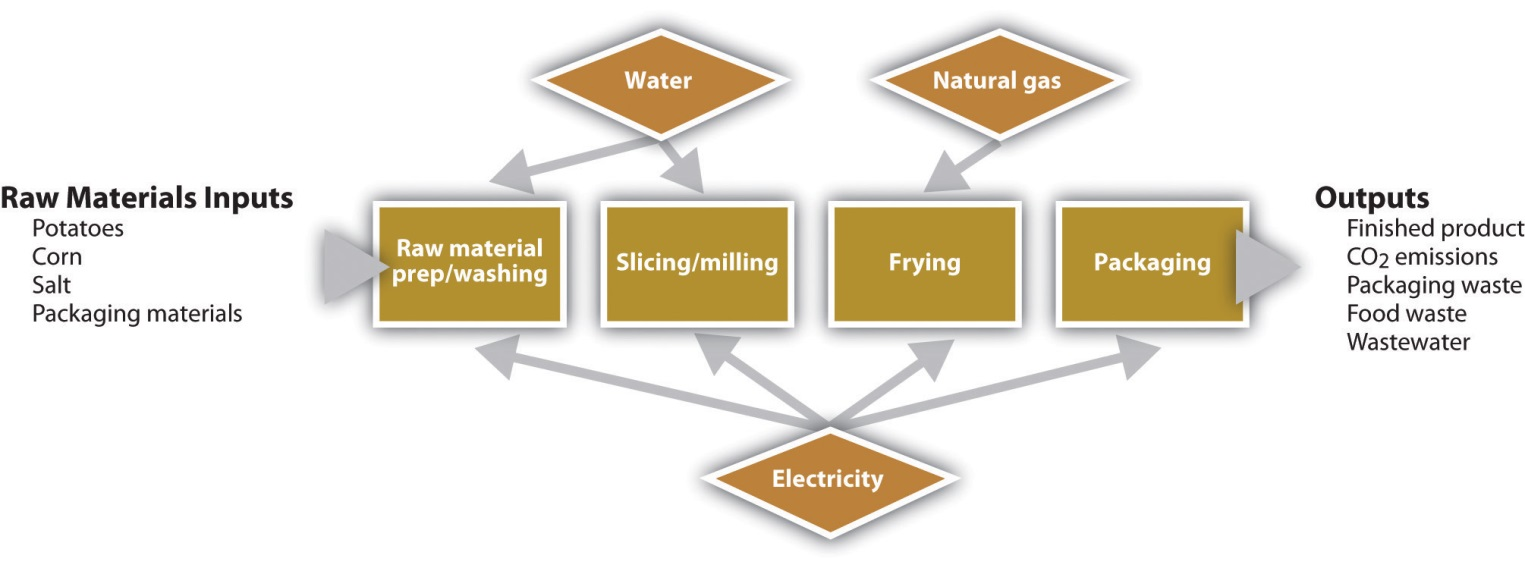 Water
Natural gas
Raw Materials Inputs
Potatoes
Corn
Salt
Packaging materials
Raw material
prep/washing
Slicing/milling
Frying
Packaging
Outputs
Finished product
CO2 emissions
Packaging waste
Food waste
Wastewater
Electricity